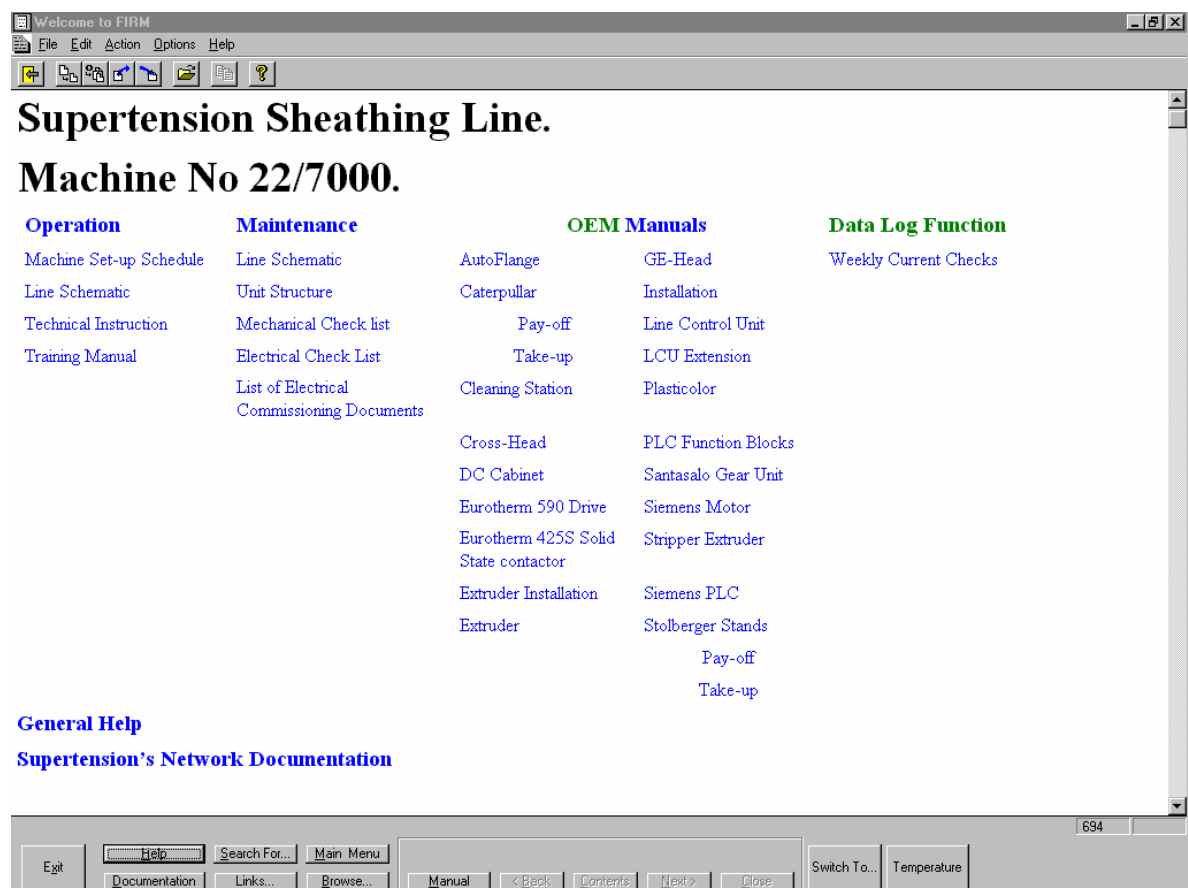 Welcome to FIRM
File Edit Action Options Help
Supertension Sheathing Line.
Machine No 22/7000.
Operation Maintenance OEM Manuals Data Log Function
Machine Set-up Schedule Line Schematic AutoFlange GE-Head Weekly Current Checks
Line Schematic Unit Structure Caterpullar Installation
Technical Instruction Mechanical Check list Pay-off Line Control Unit
Training Manual Electrical Check List Take-up LCU Extension
List of Electrical Cleaning Station Plasticolor
Commissioning Documents
Cross-Head PLC Function Blocks
DC Cabinet Santasalo Gear Unit
Eurotherm 590 Drive Siemens Motor
Eurotherm 425S Solid Stripper Extruder
State contactor
Extruder Installation Siemens PLC
Extruder Stolberger Stands
Pay-off
Take-up
General Help
Supertension's Network Documentation
694
Exit Help Search For... Main Menu Switch To... Temperature
Documentation Links... Browse... Manual < Back Contents Next > Close